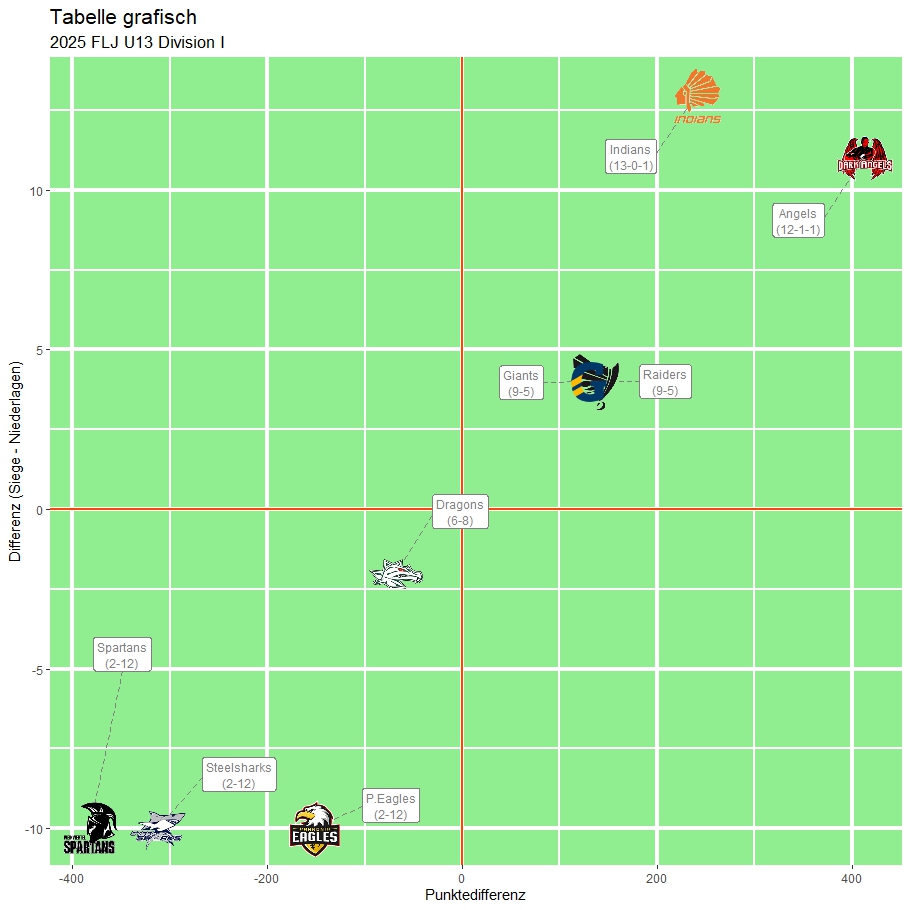 Tabelle grafisch
2025 FLJ U13 Division I
INDIANS
Indians
(13-0-1)
DARK ANGELS
Angels
(12-1-1)
Giants
(9-5)
Raiders
(9-5)
Dragons
(6-8)
Spartans
(2-12)
Steelsharks
(2-12)
P.Eagles
(2-12)
SPARTANS
EAGLES
10
5
0
-5
-10
Differenz (Siege - Niederlagen)
-400
-200
0
200
400
Punktedifferenz